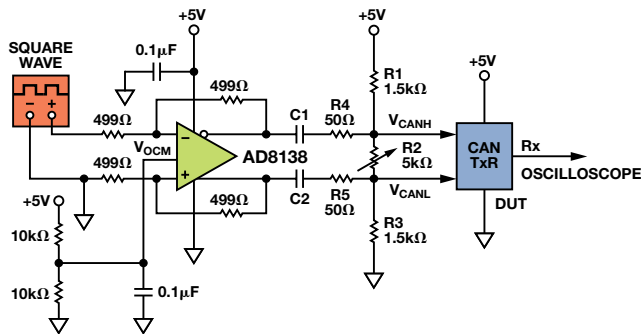 +5V
SQUARE
WAVE
0.1μF
+5V
+5V
R1
1.5kΩ
499Ω
C1
R4
50Ω
VCANH
– +
499Ω
–
VOCM
AD8138
R2
5kΩ
CAN
TxR
Rx
OSCILLOSCOPE
499Ω
+
C2
R5
50Ω
VCANL
DUT
+5V
499Ω
10kΩ
R3
1.5kΩ
10kΩ
0.1μF